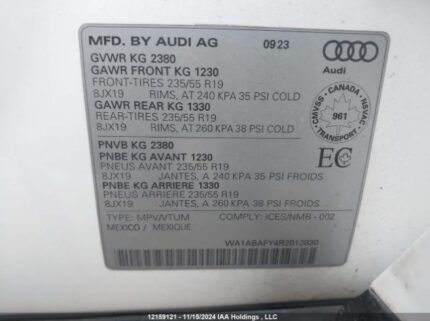 MFD. BY AUDI AG 09 23
GVWR KG 2380
GAWR FRONT KG 1230
FRONT-TIRES 235/55 R19
8JX19 RIMS, AT 240 KPA 35 PSI COLD
GAWR REAR KG 1330
REAR-TIRES 235/55 R19
8JX19 RIMS, AT 260 KPA 38 PSI COLD
Audi
CMVSS - CANADA - NSVAC
961
TRANSPORT
PNVB KG 2380
PNBE KG AVANT 1230
PNEUS AVANT 235/55 R19
8JX19 JANTES, A 240 KPA 35 PSI FROIDS
PNBE KG ARRIERE 1330
PNEUS ARRIERE 235/55 R19
8JX19 JANTES, A 260 KPA 38 PSI FROIDS
EC
TYPE: MPV/VTUM COMPLY: ICES/NMB - 002
MEXICO / MEXIQUE
WA1ABAFY4R2012830
12159121 - 11/15/2024 IAA Holdings , LLC